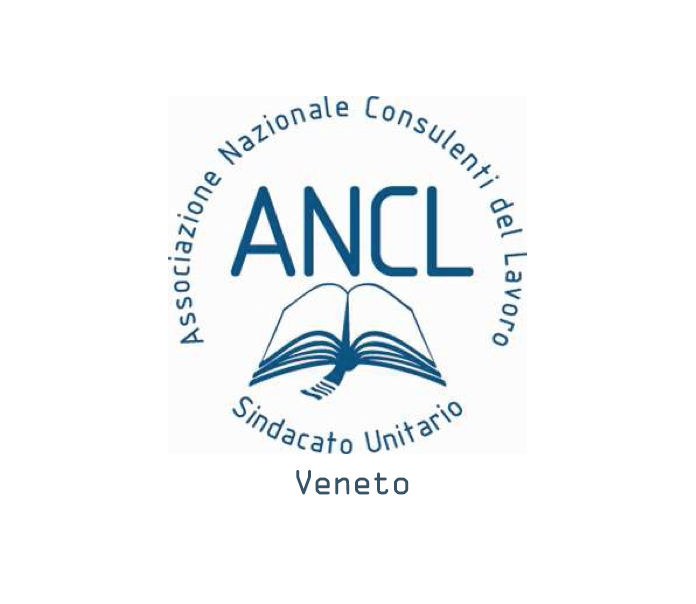 Associazione Nazionale Consulenti del Lavoro
ANCL
Sindacato Unitario
Veneto